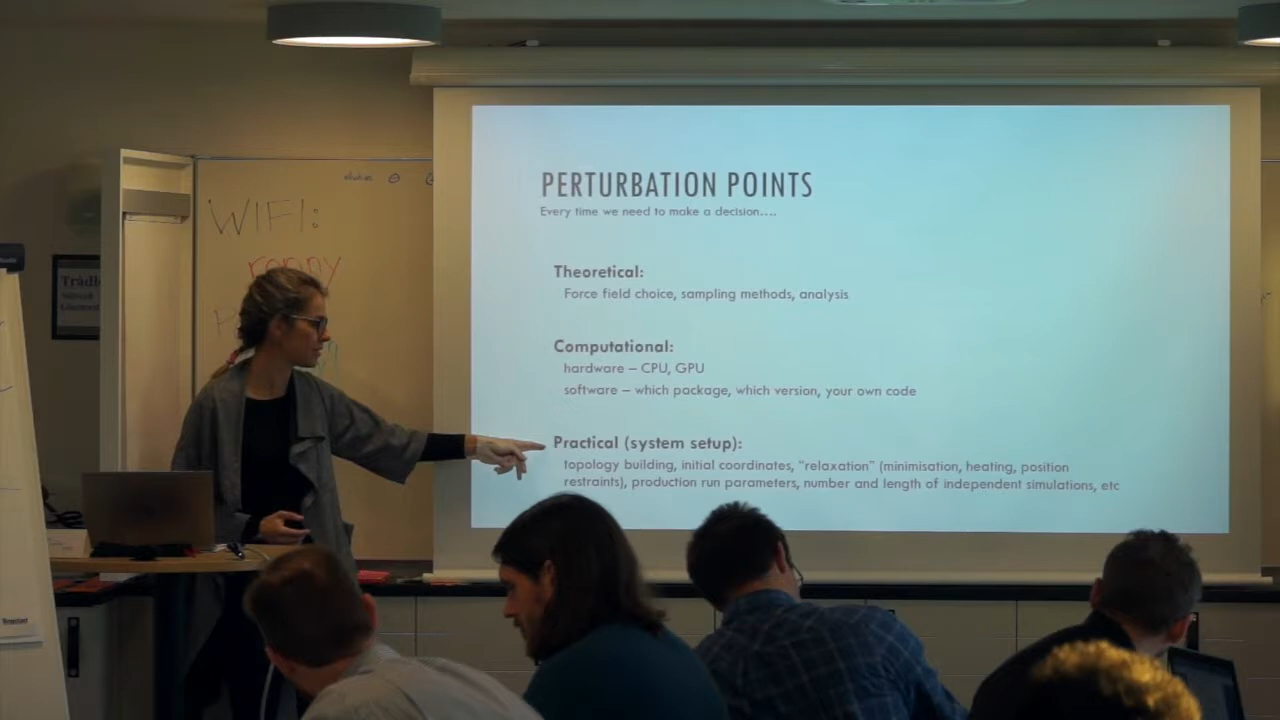 PERTURBATION POINTS
Every time we need to make a decision....
Theoretical:
Force field choice, sampling methods, analysis
Computational:
hardware – CPU, GPU
software – which package, which version, your own code
Practical (system setup):
topology building, initial coordinates, "relaxation" (minimisation, heating, position
restraints), production run parameters, number and length of independent simulations, etc
WIFI:
ronny
Trådl